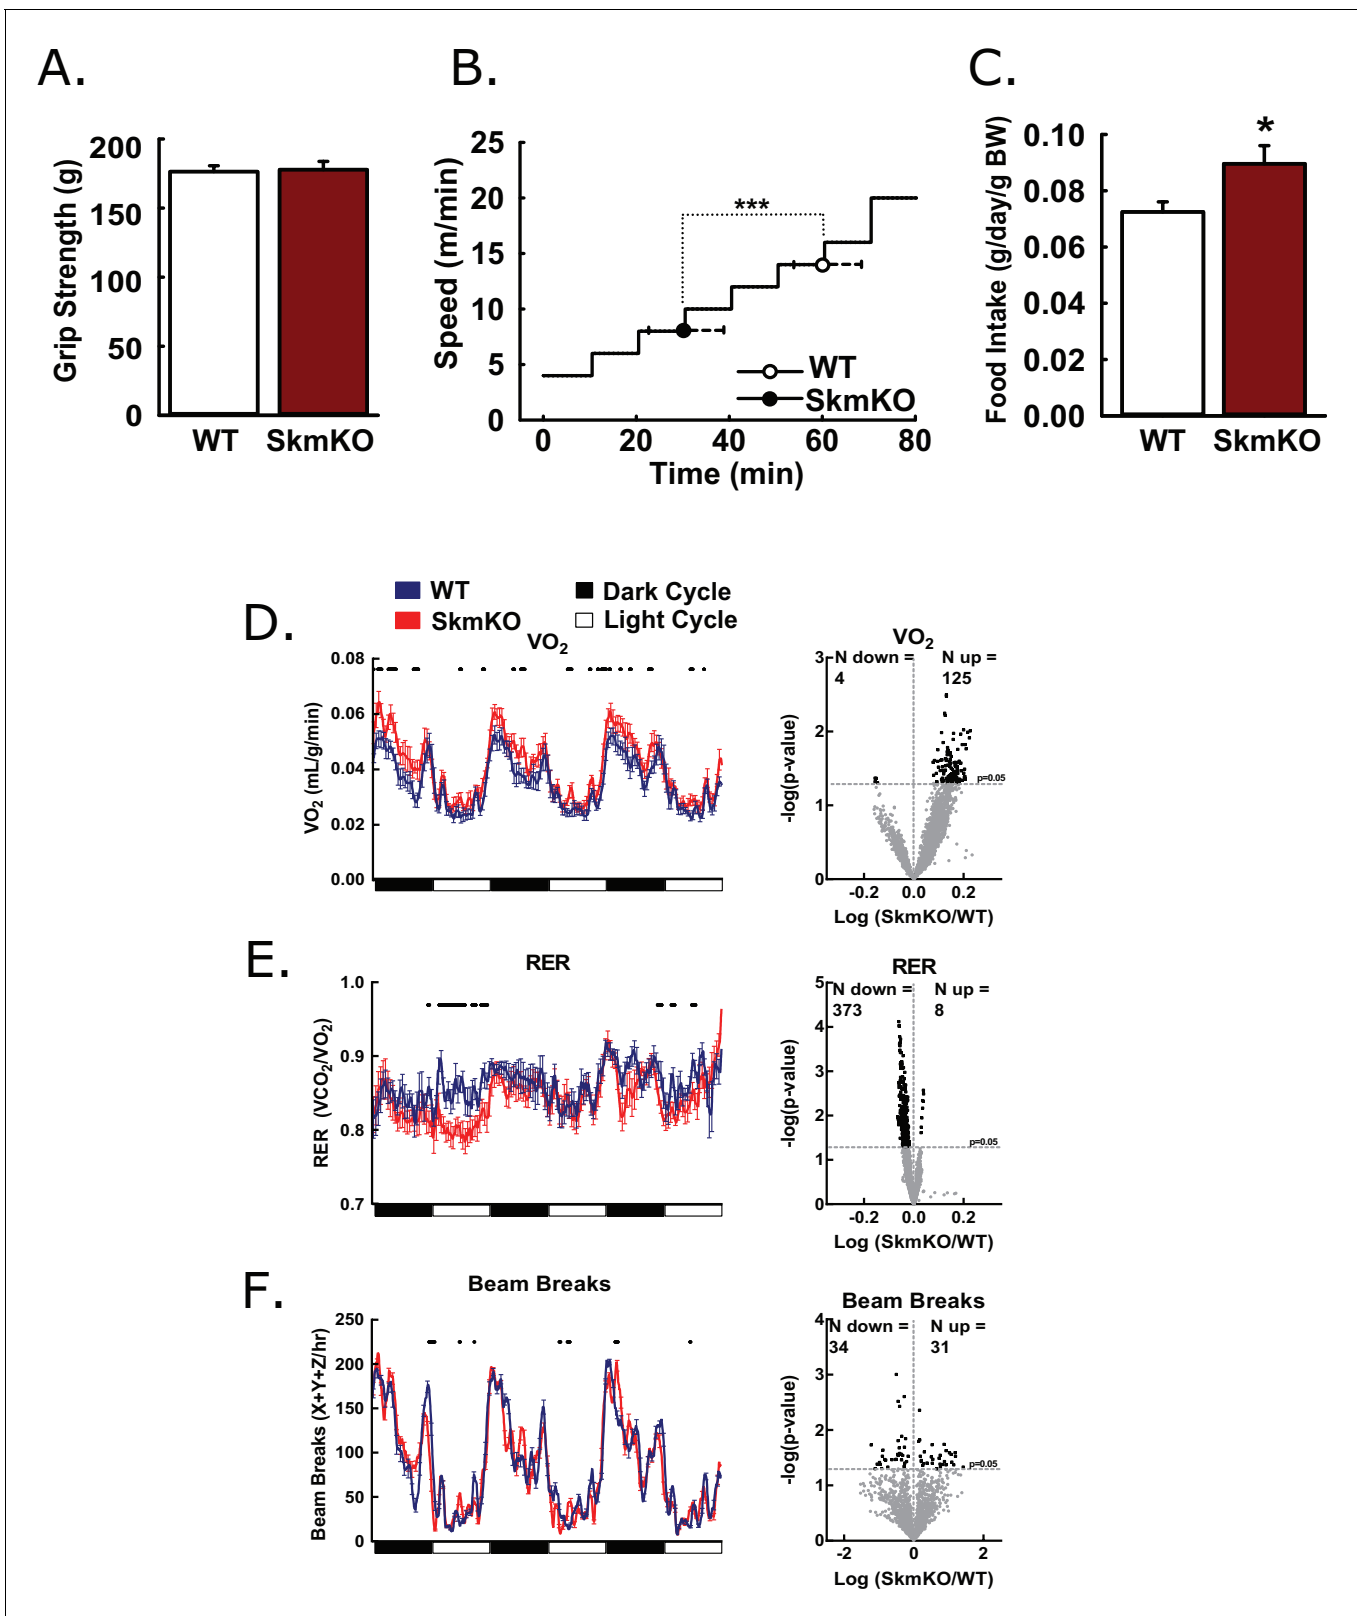 A.
B.
C.
200
150
100
50
0
Grip Strength (g)
WT SkmKO
25
20
15
10
5
0
Speed (m/min)
***
WT
SkmKO
0 20 40 60 80
Time (min)
0.10
0.08
0.06
0.04
0.02
0.00
Food Intake (g/day/g BW)
*
WT SkmKO
WT
SkmKO
Dark Cycle
Light Cycle
D.
VO2
0.08
0.06
0.04
0.02
0.00
VO2 (mL/g/min)
VO2
N down =
4
N up =
125
3
2
1
0
-log(p-value)
p=0.05
-0.2 0.0 0.2
Log (SkmKO/WT)
E.
RER
1.0
0.9
0.8
0.7
RER (VCO2/VO2)
RER
N down =
373
N up =
8
5
4
3
2
1
0
-log(p-value)
p=0.05
-0.2 0.0 0.2
Log (SkmKO/WT)
F.
Beam Breaks
250
200
150
100
50
0
Beam Breaks (X+Y+Z/hr)
Beam Breaks
N down =
34
N up =
31
4
3
2
1
0
-log(p-value)
p=0.05
-2 0 2
Log (SkmKO/WT)